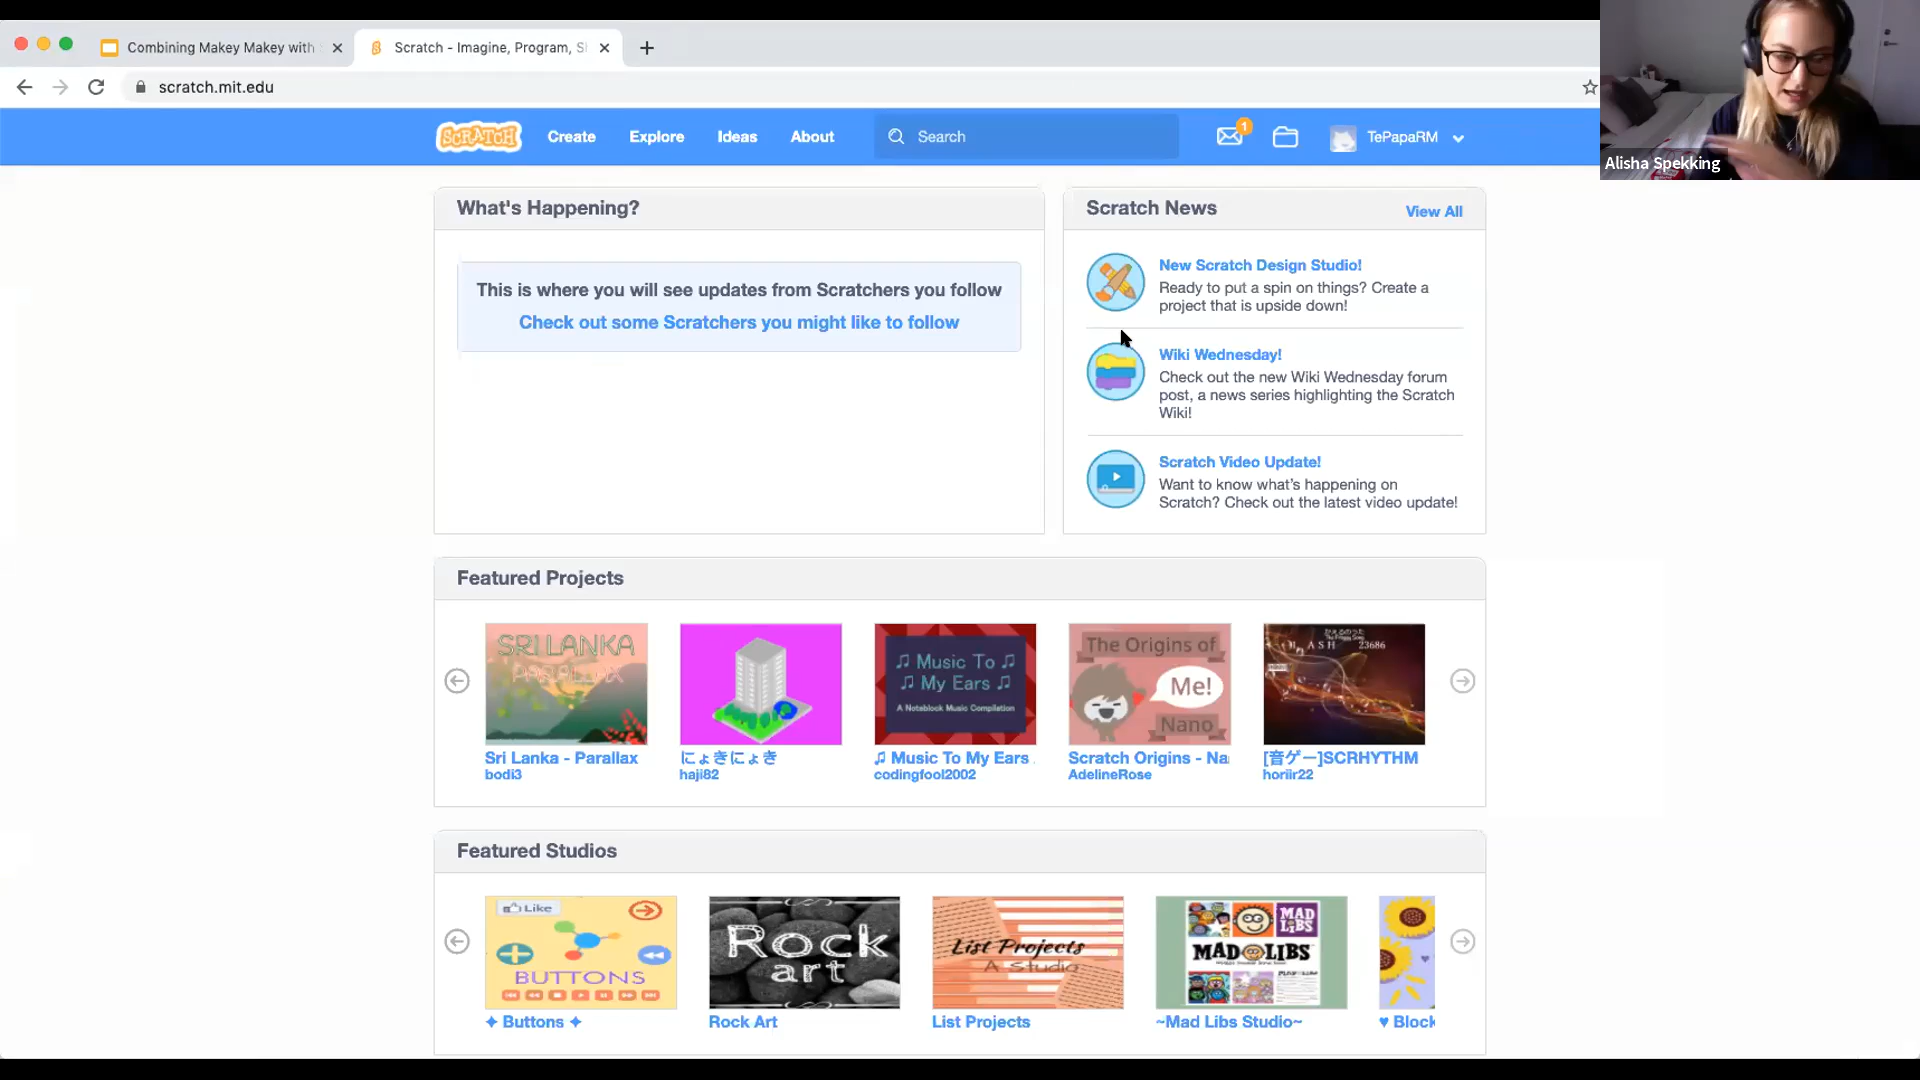 Combining Makey Makey with
Scratch - Imagine, Program, S
scratch.mit.edu
Alisha Spekking
SCRATCH
Create
Explore
Ideas
About
Search
1
TePapaRM
What's Happening?
This is where you will see updates from Scratchers you follow
Check out some Scratchers you might like to follow
Scratch News
View All
New Scratch Design Studio!
Ready to put a spin on things? Create a
project that is upside down!
Wiki Wednesday!
Check out the new Wiki Wednesday forum
post, a news series highlighting the Scratch
Wiki!
Scratch Video Update!
Want to know what's happening on
Scratch? Check out the latest video update!
Featured Projects
SRI LANKA
PARALLAX
♫ Music To ♫
♫ My Ears ♫
A Noteblock Music Compilation
The Origins of
Me!
Nano
23686
Sri Lanka - Parallax
bodi3
にょきにょき
haji82
♫ Music To My Ears
codingfool2002
Scratch Origins - Na
AdelineRose
[音ゲー]SCRHYTHM
horiir22
Featured Studios
Like
BUTTONS
Rock
art
List Projects
A Studio
MAD
LIBS
MAD LIBS
✦ Buttons ✦
Rock Art
List Projects
~Mad Libs Studio~
♥ Block